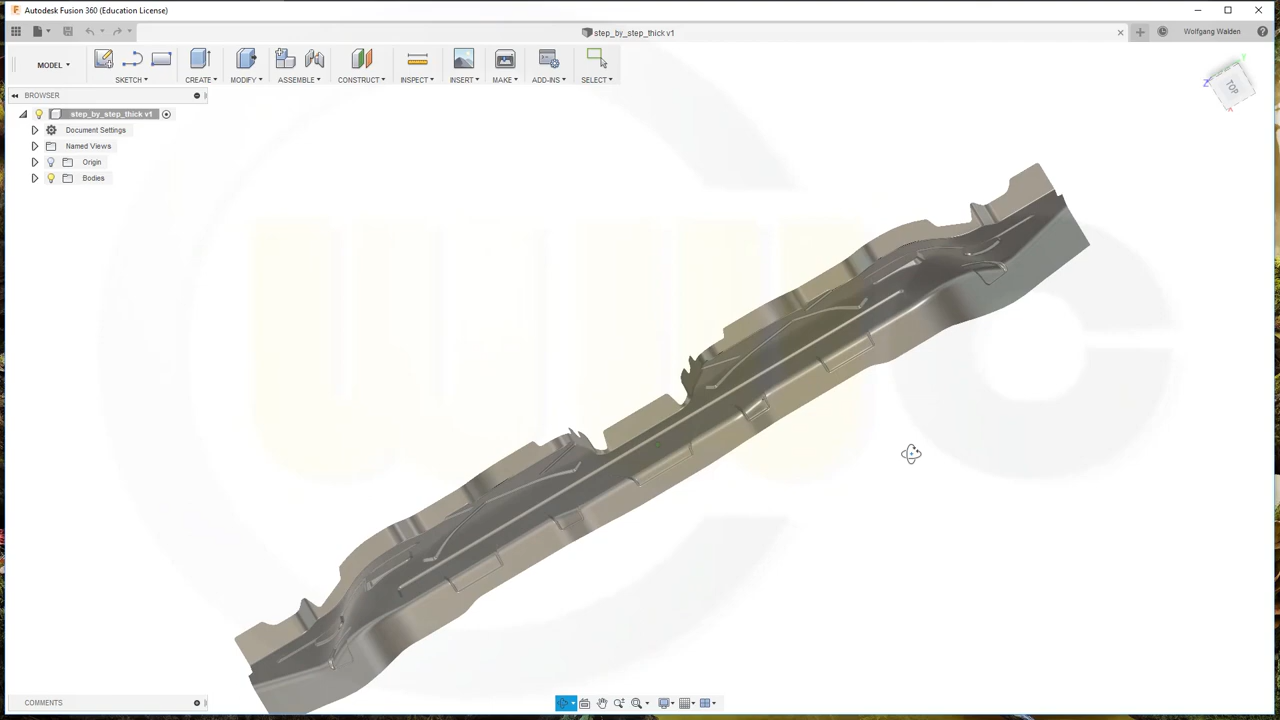 Autodesk Fusion 360 (Education License)
step_by_step_thick v1
Wolfgang Walden
MODEL
SKETCH
CREATE
MODIFY
ASSEMBLE
CONSTRUCT
INSPECT
INSERT
MAKE
ADD-INS
SELECT
BROWSER
step_by_step_thick v1
Document Settings
Named Views
Origin
Bodies
TOP
Z
COMMENTS